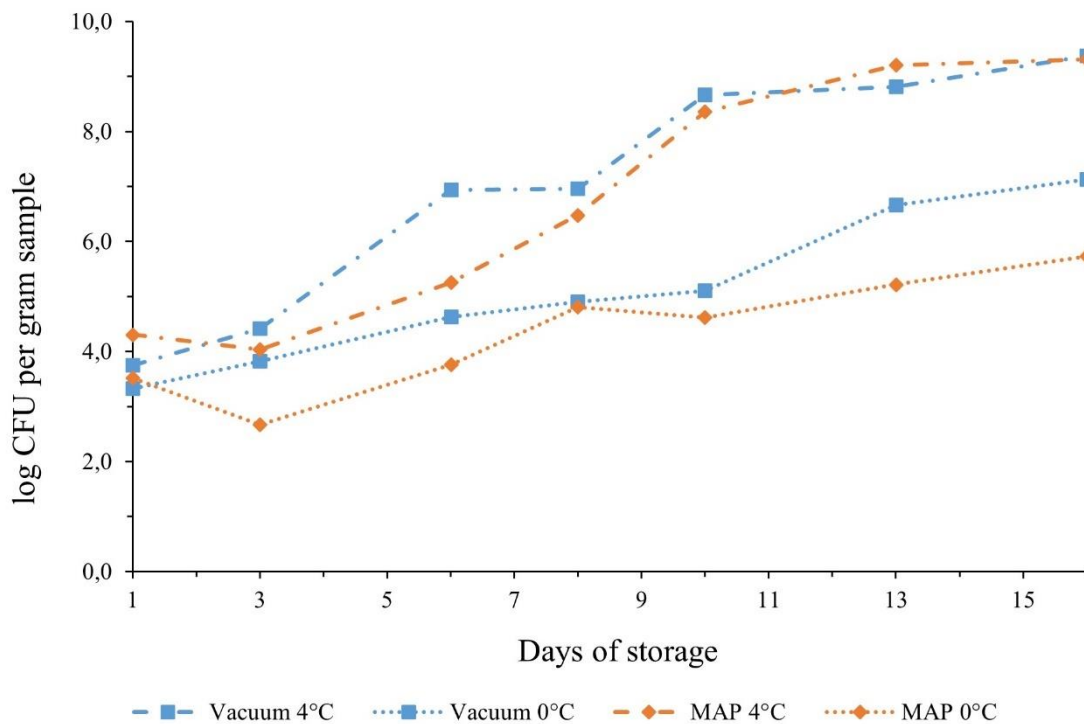 10,0
8,0
6,0
4,0
2,0
0,0
log CFU per gram sample
1 3 5 7 9 11 13 15
Days of storage
Vacuum 4°C Vacuum 0°C MAP 4°C MAP 0°C